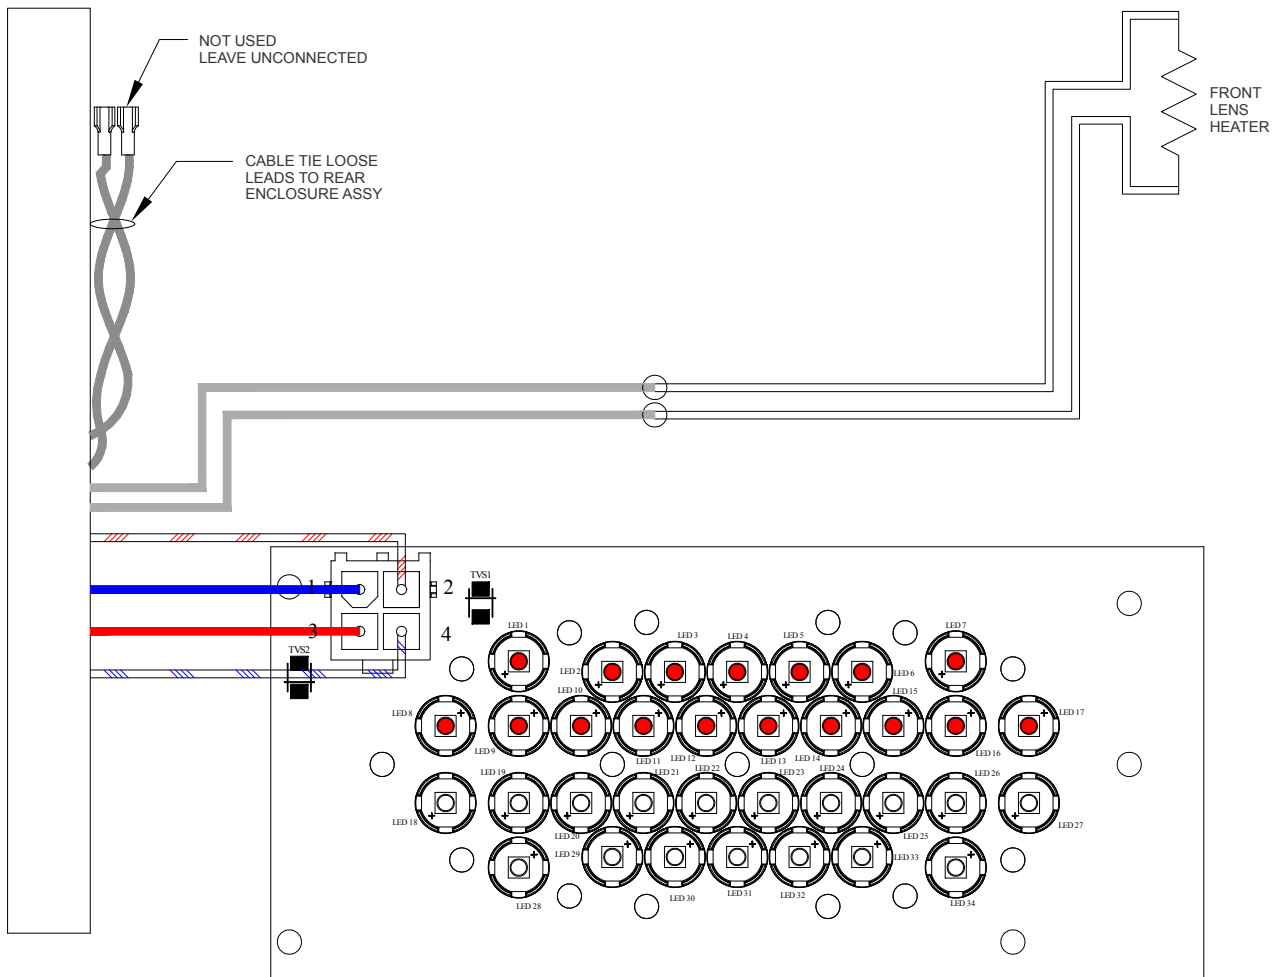 NOT USED
LEAVE UNCONNECTED
FRONT
LENS
HEATER
CABLE TIE LOOSE
LEADS TO REAR
ENCLOSURE ASSY
1
2
TVS1
3
4
TVS2
LED 1
LED 2
LED 3
LED 4
LED 5
LED 6
LED 7
LED 8
LED 9
LED 10
LED 11
LED 12
LED 13
LED 14
LED 15
LED 16
LED 17
LED 18
LED 19
LED 20
LED 21
LED 22
LED 23
LED 24
LED 25
LED 26
LED 27
LED 28
LED 29
LED 30
LED 31
LED 32
LED 33
LED 34